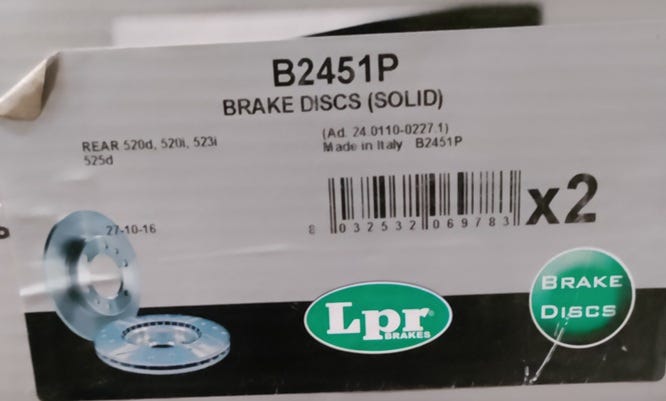 B2451P
BRAKE DISCS (SOLID)
REAR 520d, 520i, 523i
525d
(Ad. 24.0110-0227.1)
Made in Italy B2451P
27-10-16
8 032532 069783
x2
Lpr®
BRAKES
BRAKE
DISCS